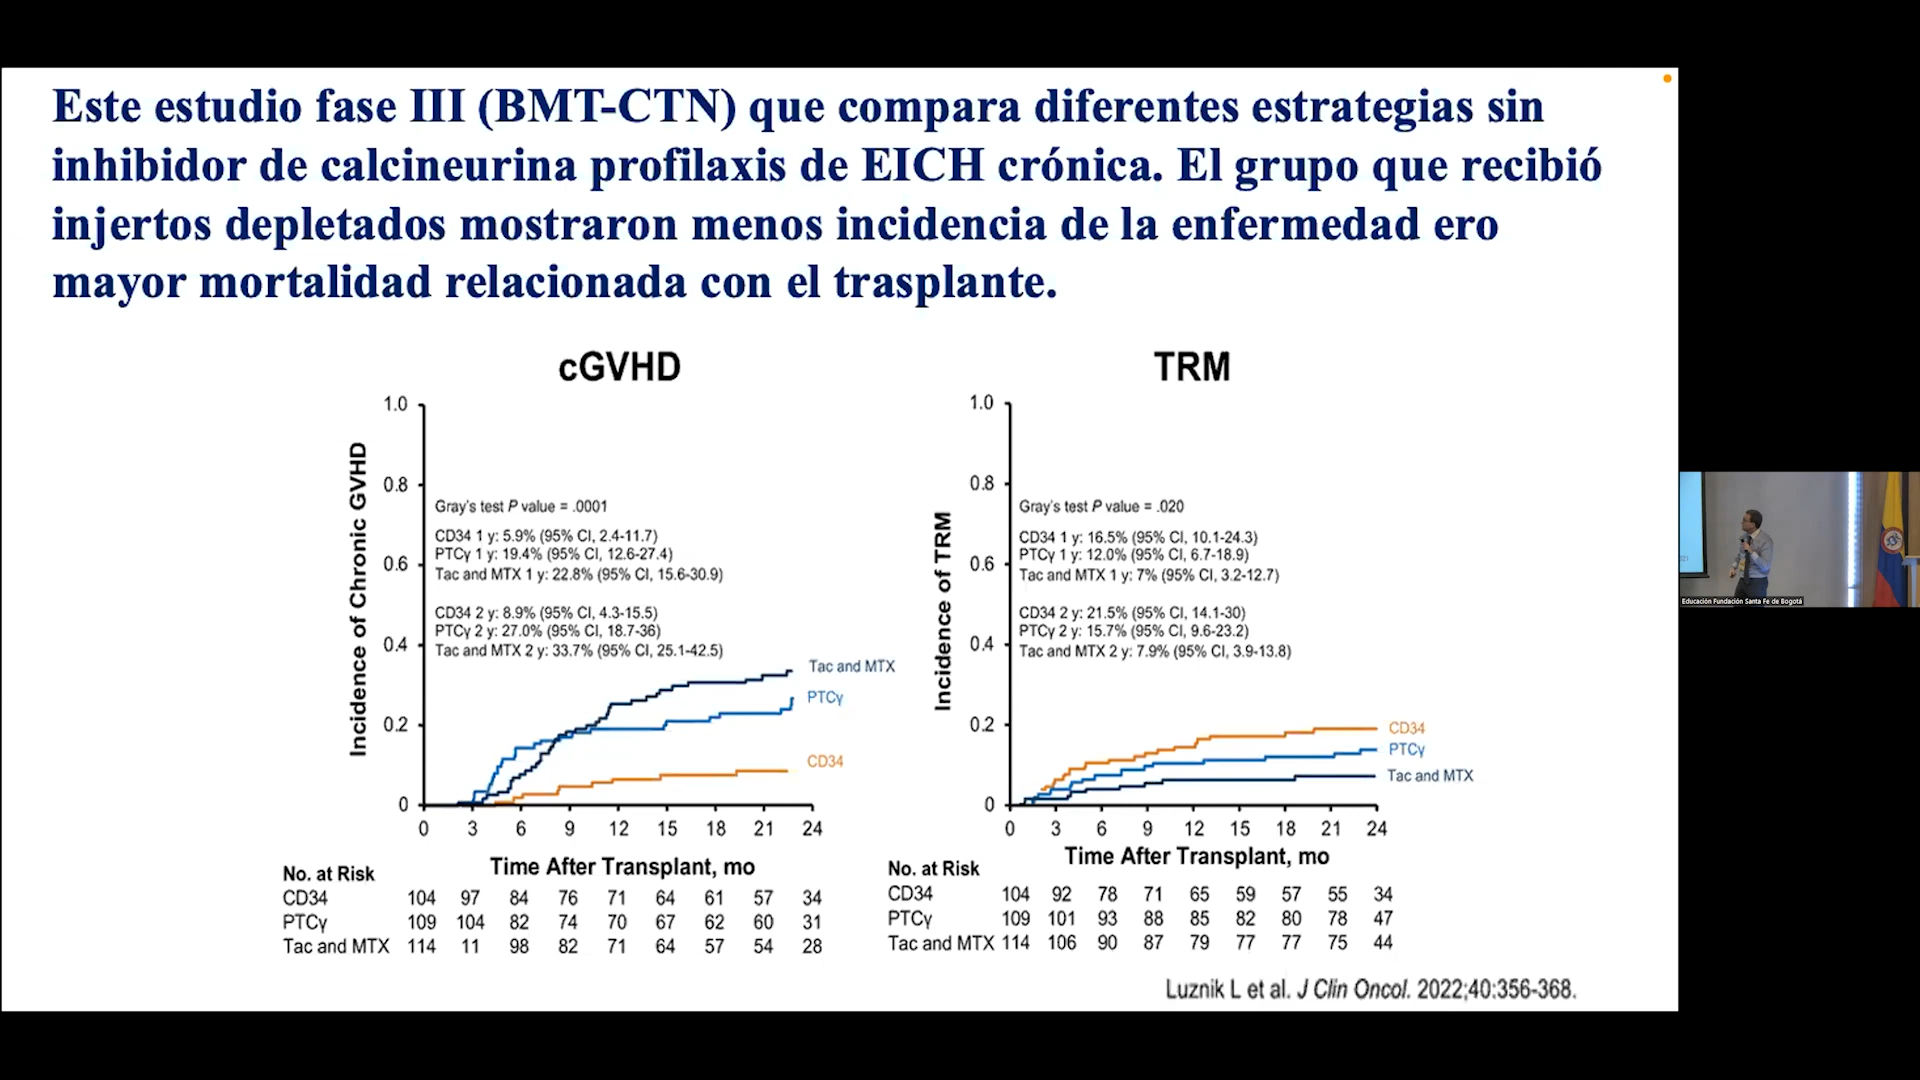 Este estudio fase III (BMT-CTN) que compara diferentes estrategias sin
inhibidor de calcineurina profilaxis de EICH crónica. El grupo que recibió
injertos depletados mostraron menos incidencia de la enfermedad ero
mayor mortalidad relacionada con el trasplante.
cGVHD
Incidence of Chronic GVHD
1.0
0.8
0.6
0.4
0.2
0
Gray's test P value = .0001
CD34 1 y: 5.9% (95% CI, 2.4-11.7)
PTCγ 1 y: 19.4% (95% CI, 12.6-27.4)
Tac and MTX 1 y: 22.8% (95% CI, 15.6-30.9)
CD34 2 y: 8.9% (95% CI, 4.3-15.5)
PTCγ 2 y: 27.0% (95% CI, 18.7-36)
Tac and MTX 2 y: 33.7% (95% CI, 25.1-42.5)
Tac and MTX
PTCγ
CD34
0 3 6 9 12 15 18 21 24
Time After Transplant, mo
No. at Risk
CD34 104 97 84 76 71 64 61 57 34
PTCγ 109 104 82 74 70 67 62 60 31
Tac and MTX 114 11 98 82 71 64 57 54 28
TRM
Incidence of TRM
1.0
0.8
0.6
0.4
0.2
0
Gray's test P value = .020
CD34 1 y: 16.5% (95% CI, 10.1-24.3)
PTCγ 1 y: 12.0% (95% CI, 6.7-18.9)
Tac and MTX 1 y: 7% (95% CI, 3.2-12.7)
CD34 2 y: 21.5% (95% CI, 14.1-30)
PTCγ 2 y: 15.7% (95% CI, 9.6-23.2)
Tac and MTX 2 y: 7.9% (95% CI, 3.9-13.8)
CD34
PTCγ
Tac and MTX
0 3 6 9 12 15 18 21 24
Time After Transplant, mo
No. at Risk
CD34 104 92 78 71 65 59 57 55 34
PTCγ 109 101 93 88 85 82 80 78 47
Tac and MTX 114 106 90 87 79 77 77 75 44
Luznik L et al. J Clin Oncol. 2022;40:356-368.
Educación Fundación Santa Fe de Bogotá